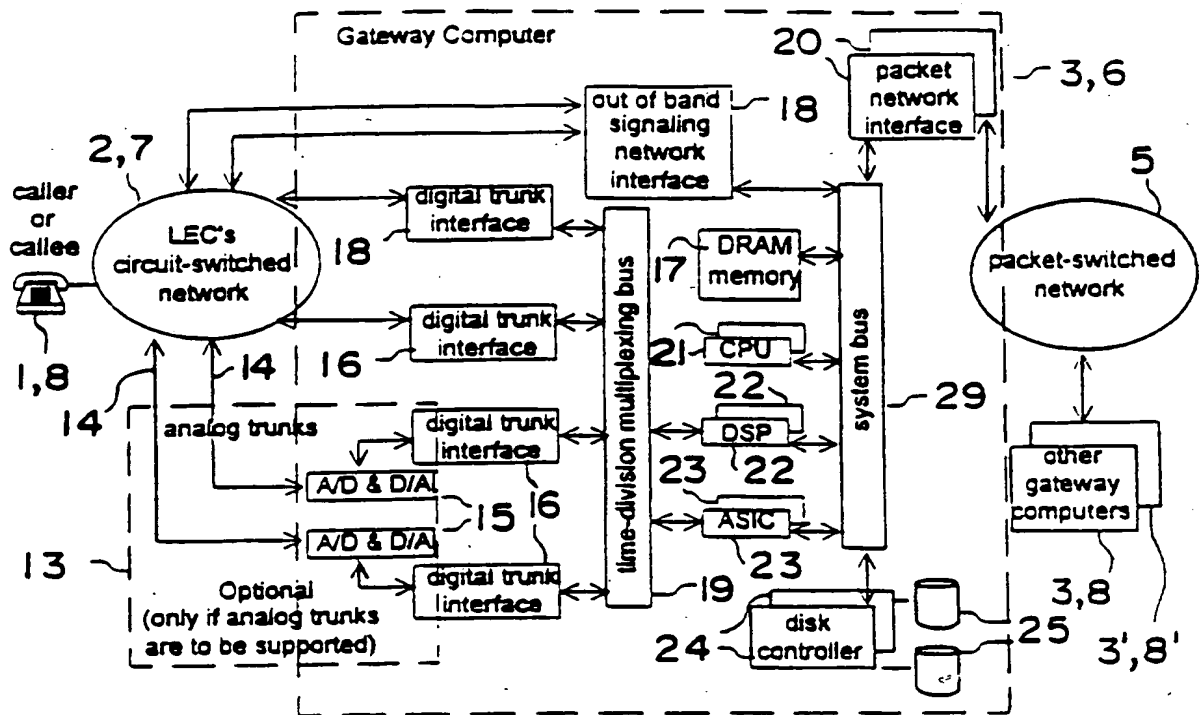 Gateway Computer
20
packet
network
interface
3,6
out of band
signaling
network
interface
18
2,7
5
caller
or
callee
LEC's
circuit-switched
network
digital trunk
interface
18
DRAM
memory
17
packet-switched
network
digital trunk
interface
16
time-division multiplexing bus
system bus
21
CPU
1,8
14
14
22
DSP
22
29
analog trunks
digital trunk
interface
16
23
ASIC
23
other
gateway
computers
A/D & D/A
15
A/D & D/A
13
Optional
(only if analog trunks
are to be supported)
digital trunk
interface
19
24
disk
controller
25
3,8
3',8'